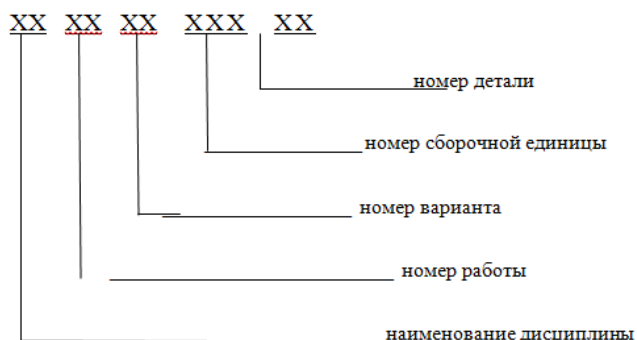 XX XX XX XXX XX
номер детали
номер сборочной единицы
номер варианта
номер работы
наименование дисциплины